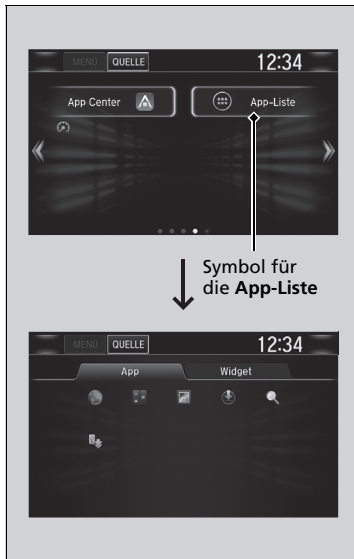 MENÜ QUELLE 12:34
App Center App-Liste
Symbol für
die App-Liste
MENÜ QUELLE 12:34
App Widget